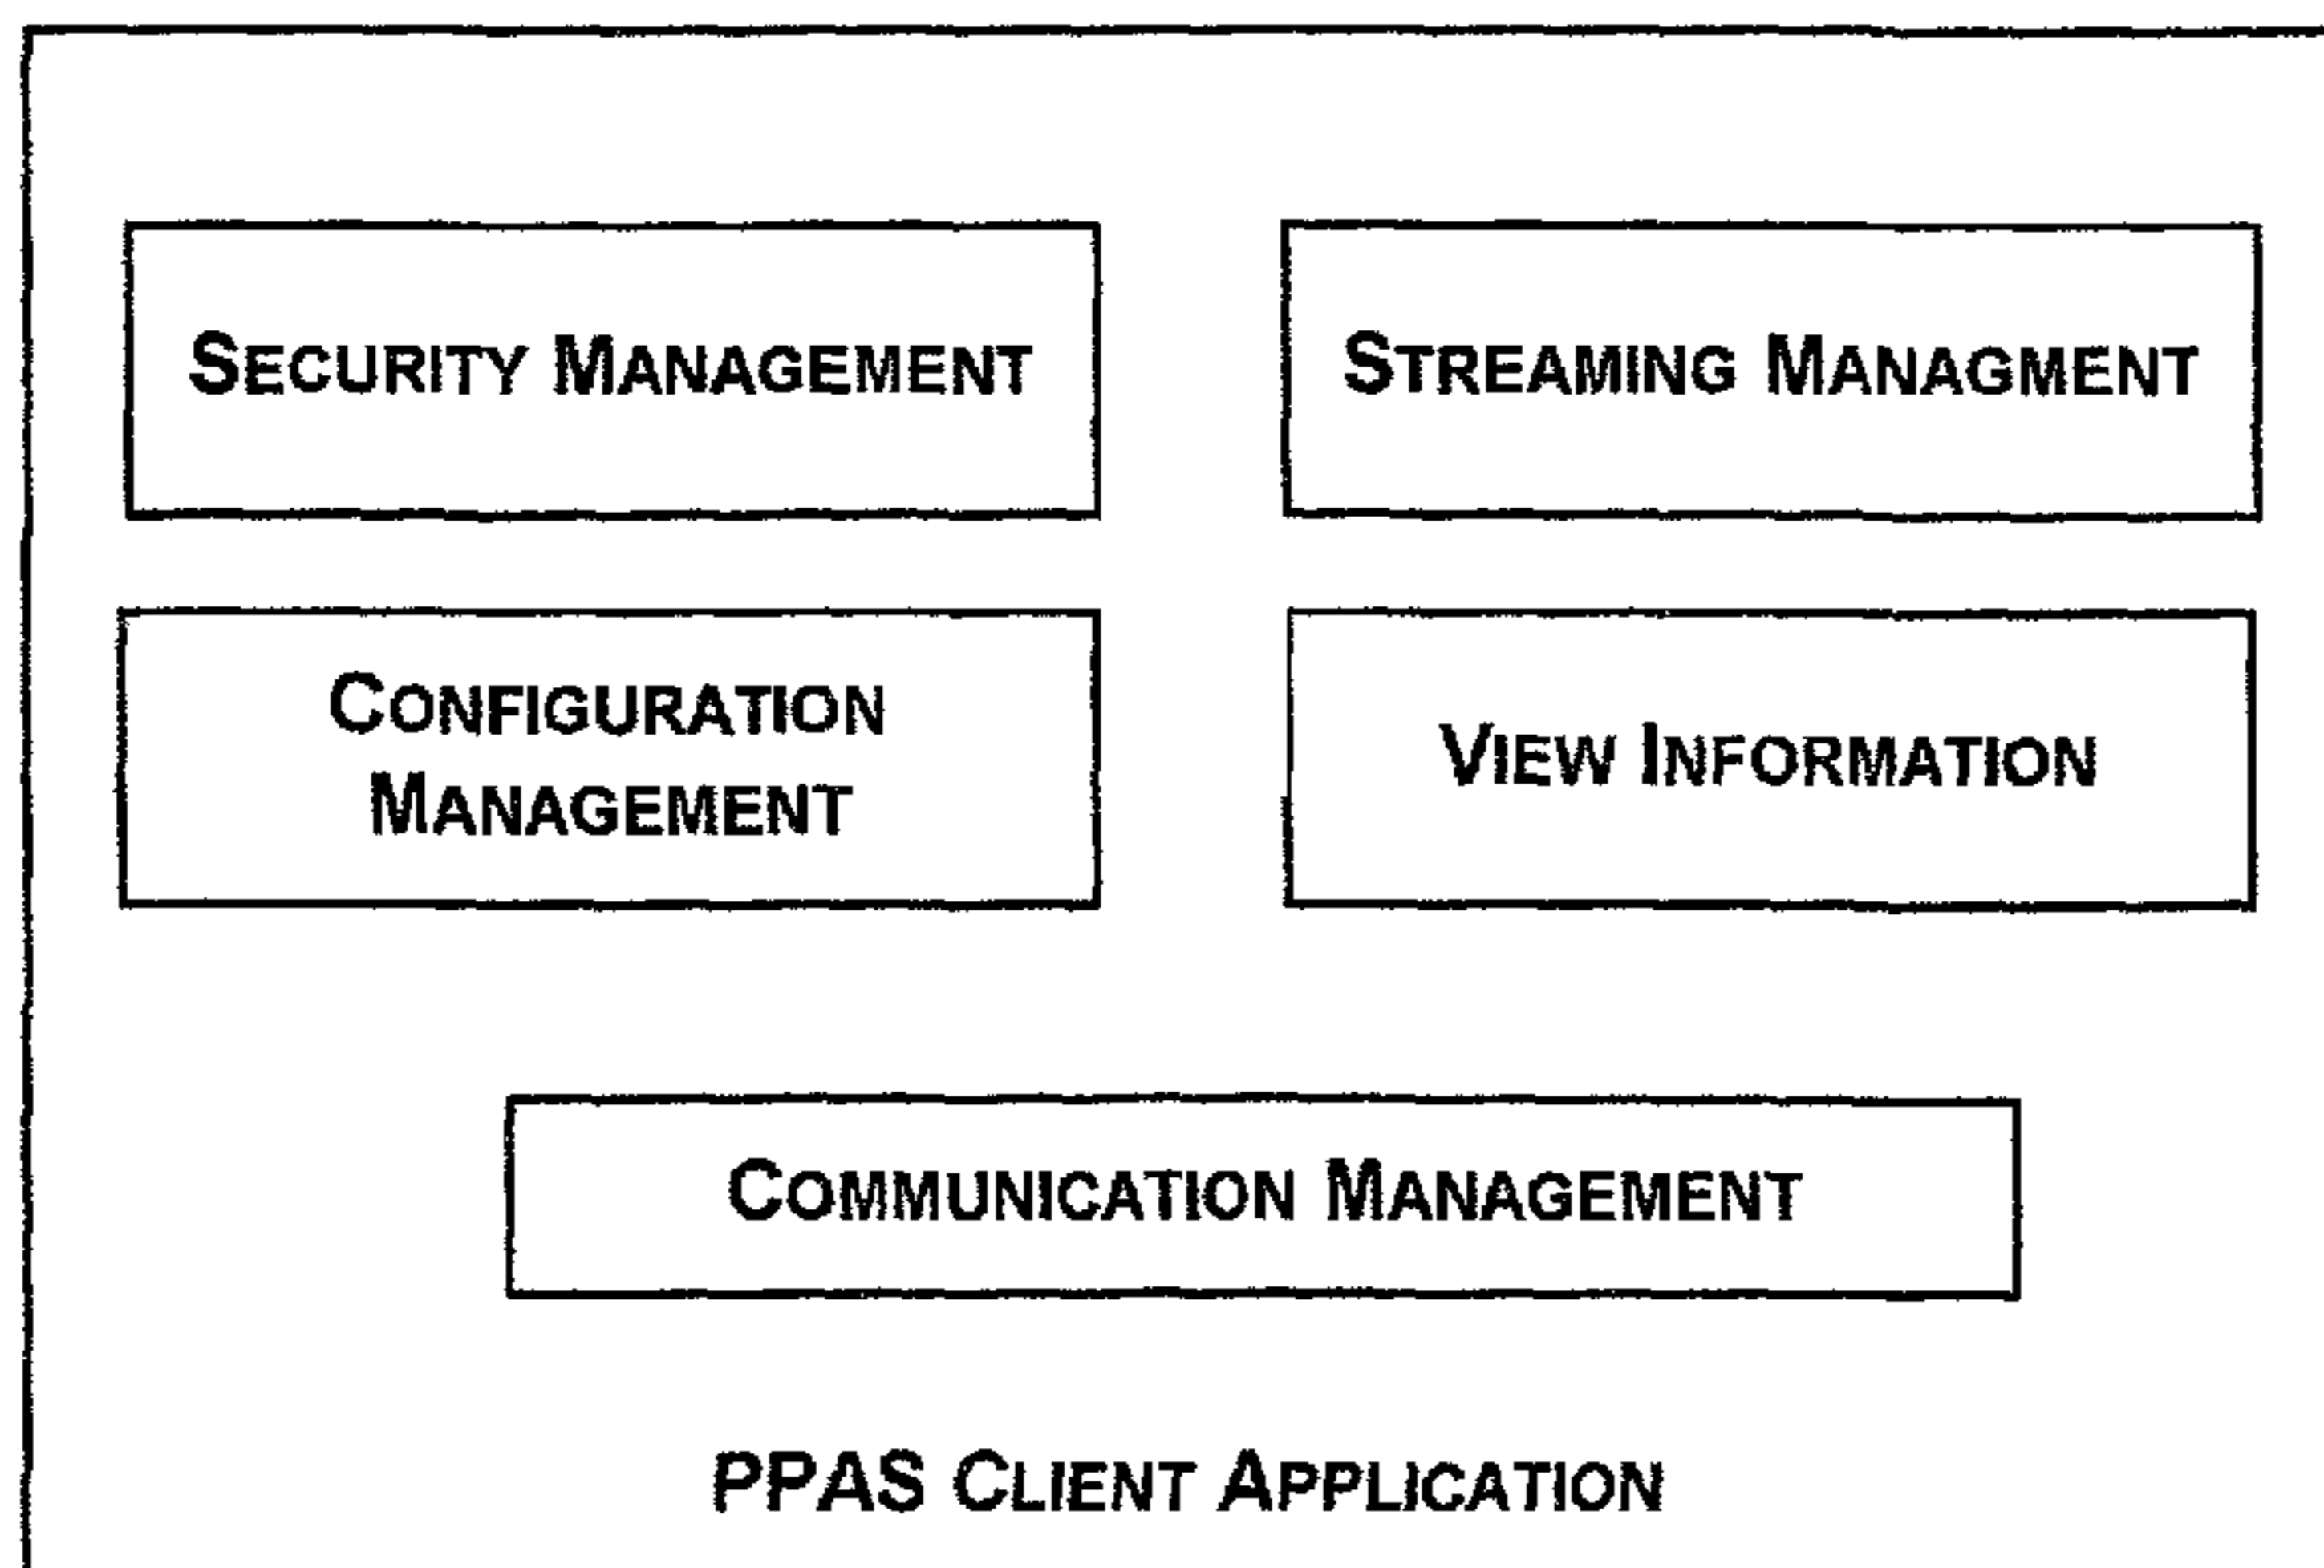 SECURITY MANAGEMENT
STREAMING MANAGMENT
CONFIGURATION
MANAGEMENT
VIEW INFORMATION
COMMUNICATION MANAGEMENT
PPAS CLIENT APPLICATION